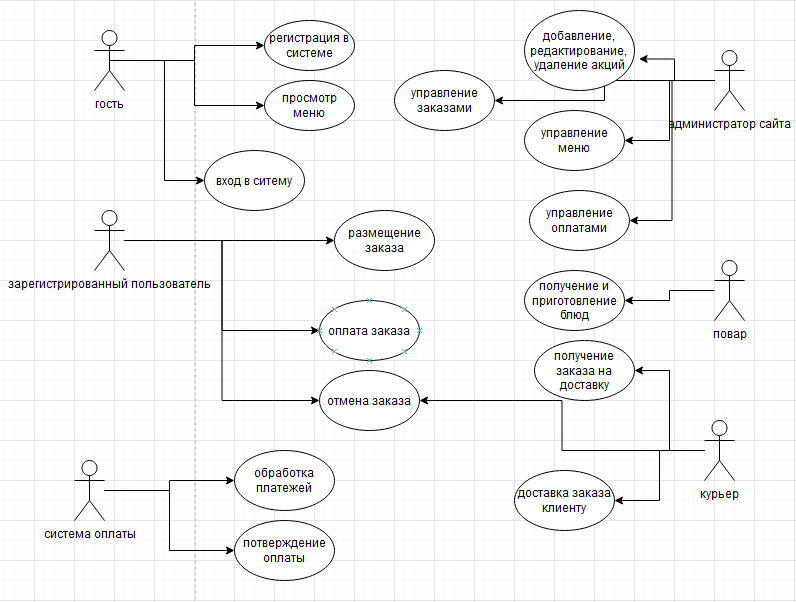 регистрация в
системе
гость
просмотр
меню
вход в ситему
добавление,
редактирование,
удаление акций
управление
заказами
администратор сайта
управление
меню
управление
оплатами
размещение
заказа
зарегистрированный пользователь
получение и
приготовление
блюд
повар
оплата заказа
получение
заказа на
доставку
отмена заказа
обработка
платежей
система оплаты
потверждение
оплаты
доставка заказа
клиенту
курьер